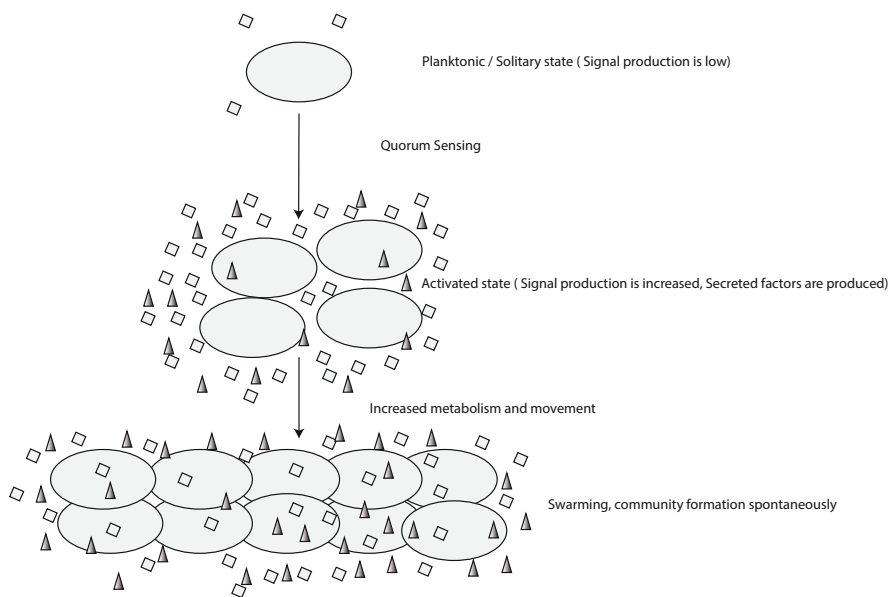 Planktonic / Solitary state ( Signal production is low)
Quorum Sensing
Activated state ( Signal production is increased, Secreted factors are produced)
Increased metabolism and movement
Swarming, community formation spontaneously